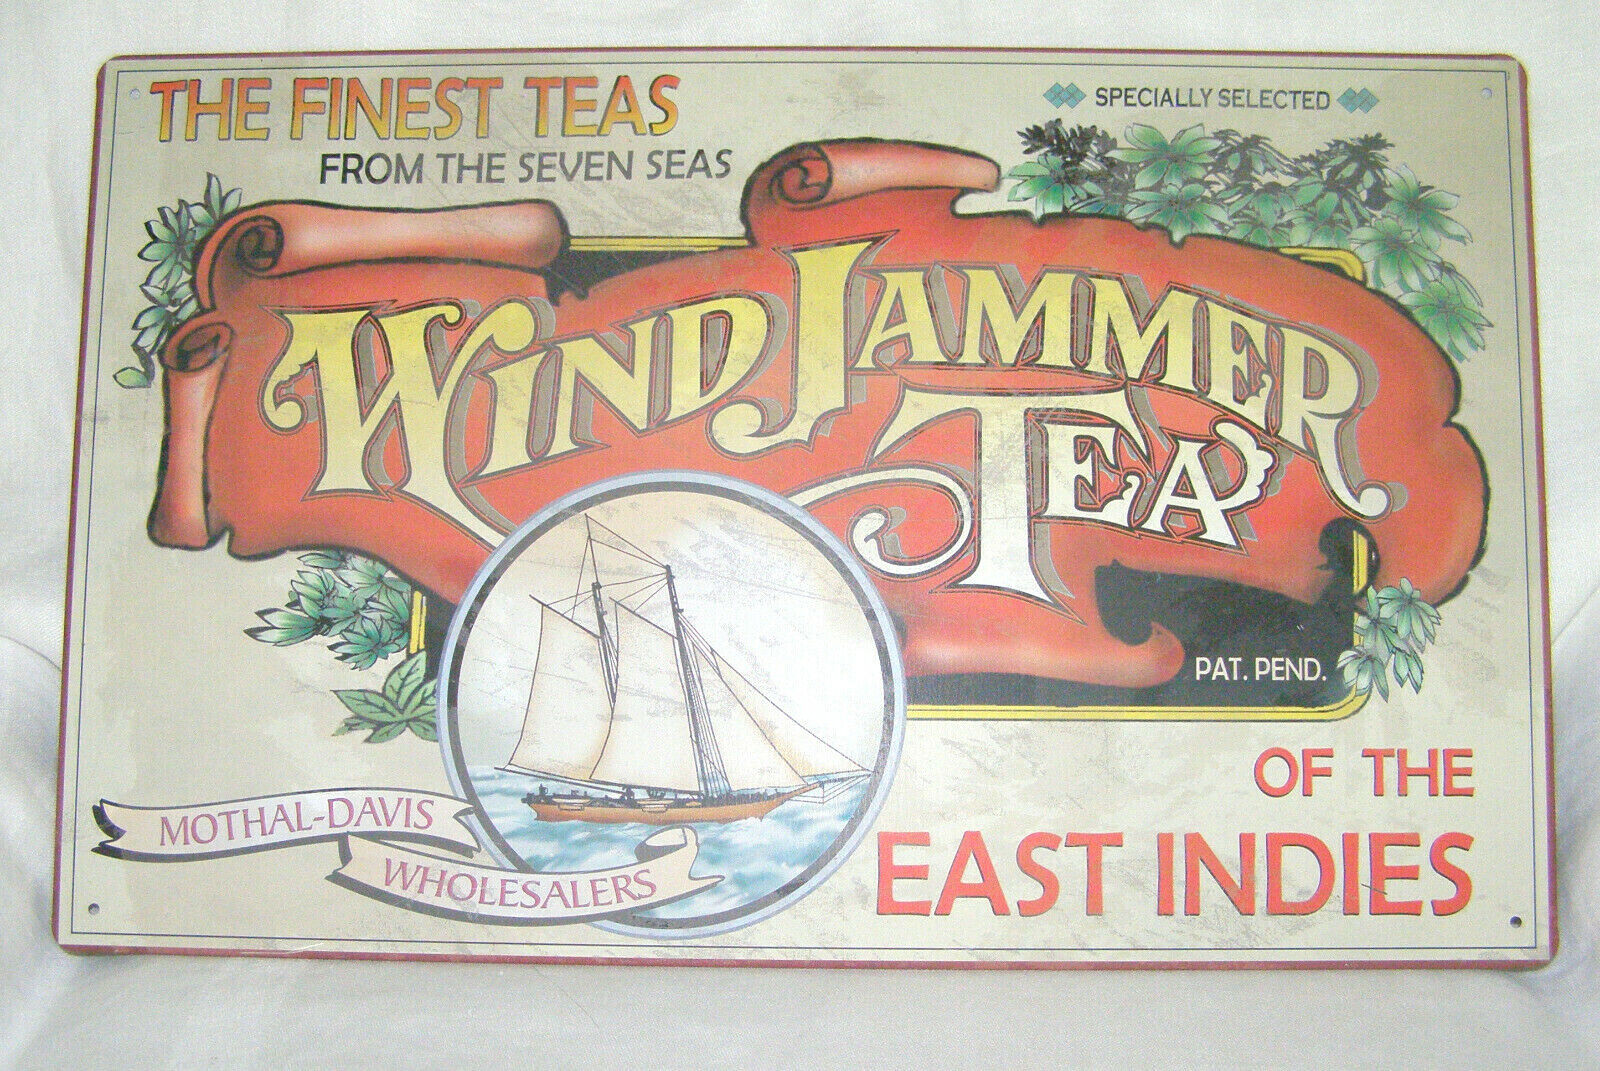 THE FINEST TEAS
FROM THE SEVEN SEAS
SPECIALLY SELECTED
WINDJAMMER
TEA
PAT. PEND.
OF THE
EAST INDIES
MOTHAL-DAVIS
WHOLESALERS